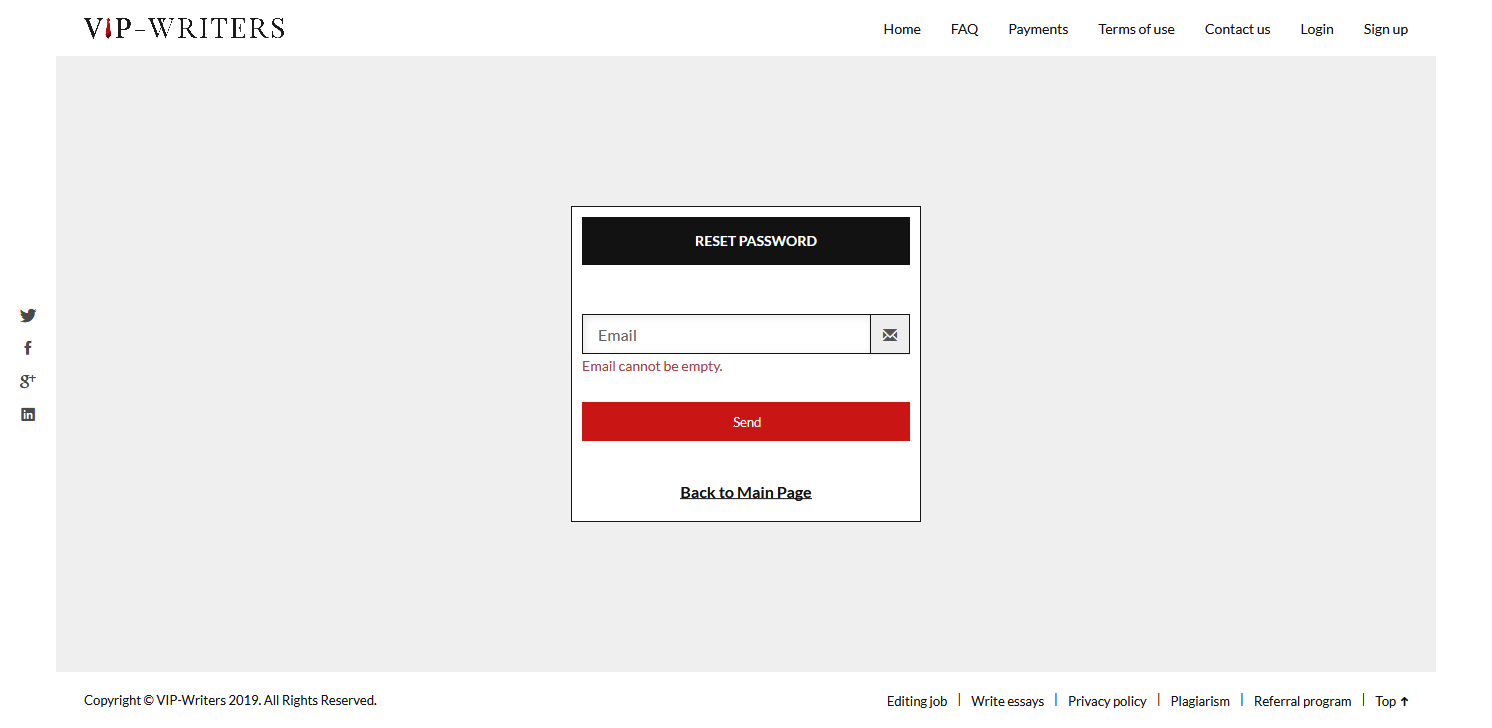 VIP-WRITERS
Home FAQ Payments Terms of use Contact us Login Sign up
RESET PASSWORD
Email
Email cannot be empty.
Send
Back to Main Page
Copyright © VIP-Writers 2019. All Rights Reserved.
Editing job | Write essays | Privacy policy | Plagiarism | Referral program | Top